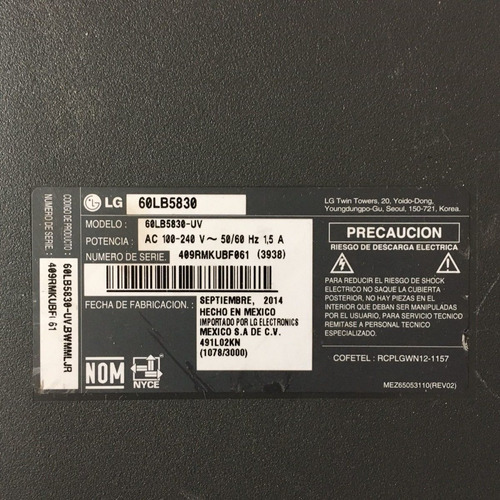 LG 60LB5830
MODELO : 60LB5830-UV
POTENCIA : AC 100-240 V ~ 50/60 Hz 1,5 A
NUMERO DE SERIE. 409RMKUBF061 (3938)
FECHA DE FABRICACION : SEPTIEMBRE, 2014
HECHO EN MEXICO
IMPORTADO POR LG ELECTRONICS
MEXICO S.A DE C.V.
491L02KN
(1078/3000)
NOM
NYCE
LG Twin Towers, 20, Yoido-Dong,
Youngdungpo-Gu, Seoul, 150-721, Korea.
PRECAUCION
RIESGO DE DESCARGA ELECTRICA
PARA REDUCIR EL RIESGO DE SHOCK
ELECTRICO NO SAQUE LA CUBIERTA
POSTERIOR. NO HAY PIEZAS EN EL
INTERIOR QUE DEBAN SER MANIPULADAS
POR EL USUARIO. PARA SERVICIO TECNICO
REMITASE A PERSONAL CAPACITADO.
COFETEL : RCPLGWN12-1157
MEZ65053110(REV02)
CODIGO DE PRODUCTO : 60LB5830-UV.BWMMLJR
NUMERO DE SERIE : 409RMKUBF 61